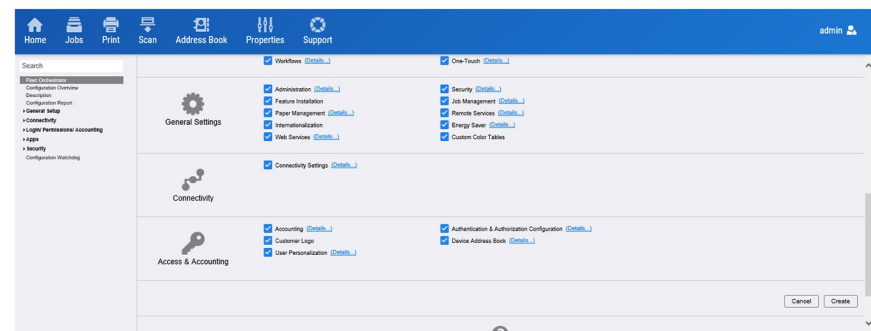 Home Jobs Print Scan Address Book Properties Support admin
Search
Fleet Orchestrator
Configuration Overview
Description
Configuration Report
General Setup
Connectivity
Login/ Permissions/ Accounting
Apps
Security
Configuration Watchdog
Workflows (Details...) One-Touch (Details...)
General Settings
Administration (Details...) Security (Details...)
Feature Installation Job Management (Details...)
Paper Management (Details...) Remote Services (Details...)
Internationalization Energy Saver (Details...)
Web Services (Details...) Custom Color Tables
Connectivity
Connectivity Settings (Details...)
Access & Accounting
Accounting (Details...) Authentication & Authorization Configuration (Details...)
Customer Logo Device Address Book (Details...)
User Personalization (Details...)
Cancel Create